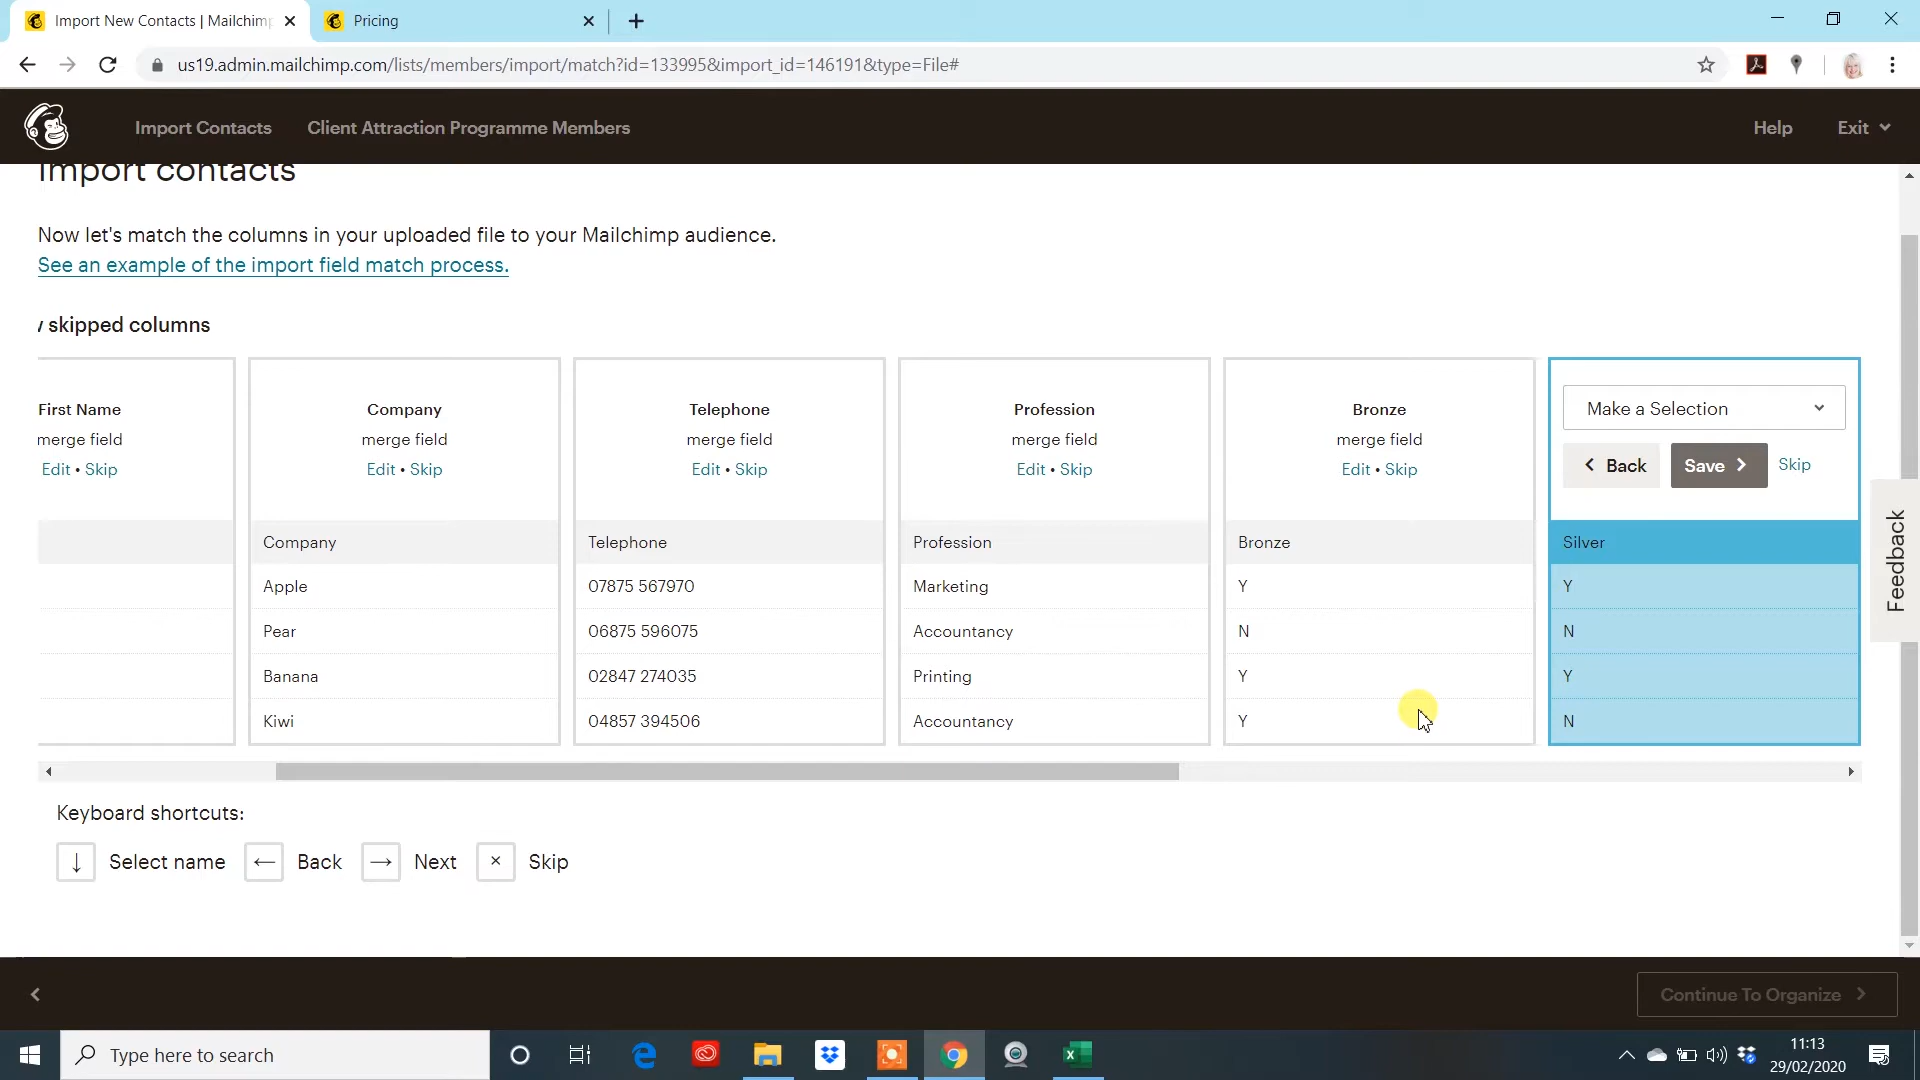 Import New Contacts | Mailchimp
Pricing
us19.admin.mailchimp.com/lists/members/import/match?id=133995&import_id=146191&type=File#
Import Contacts
Client Attraction Programme Members
Help
Exit
Import contacts
Now let's match the columns in your uploaded file to your Mailchimp audience.
See an example of the import field match process.
skipped columns
First Name
merge field
Edit • Skip
Company
merge field
Edit • Skip
Company
Apple
Pear
Banana
Kiwi
Telephone
merge field
Edit • Skip
Telephone
07875 567970
06875 596075
02847 274035
04857 394506
Profession
merge field
Edit • Skip
Profession
Marketing
Accountancy
Printing
Accountancy
Bronze
merge field
Edit • Skip
Bronze
Y
N
Y
Y
Make a Selection
Back
Save
Skip
Silver
Y
N
Y
N
Feedback
Keyboard shortcuts:
↓ Select name ← Back → Next × Skip
Continue To Organize
Type here to search
11:13
29/02/2020